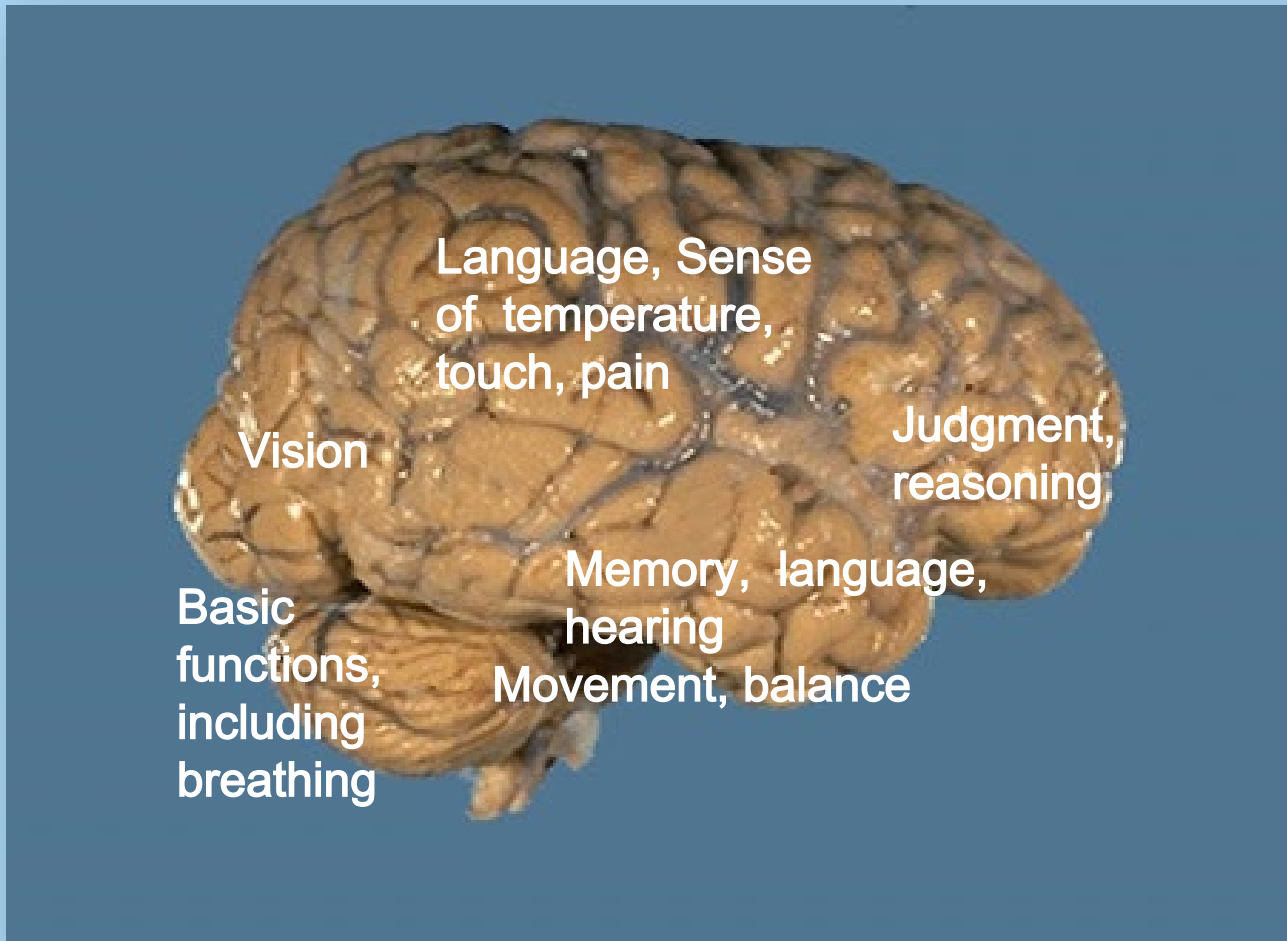 Language, Sense
of temperature,
touch, pain
Vision
Judgment,
reasoning
Memory, language,
hearing
Basic
functions,
including
breathing
Movement, balance